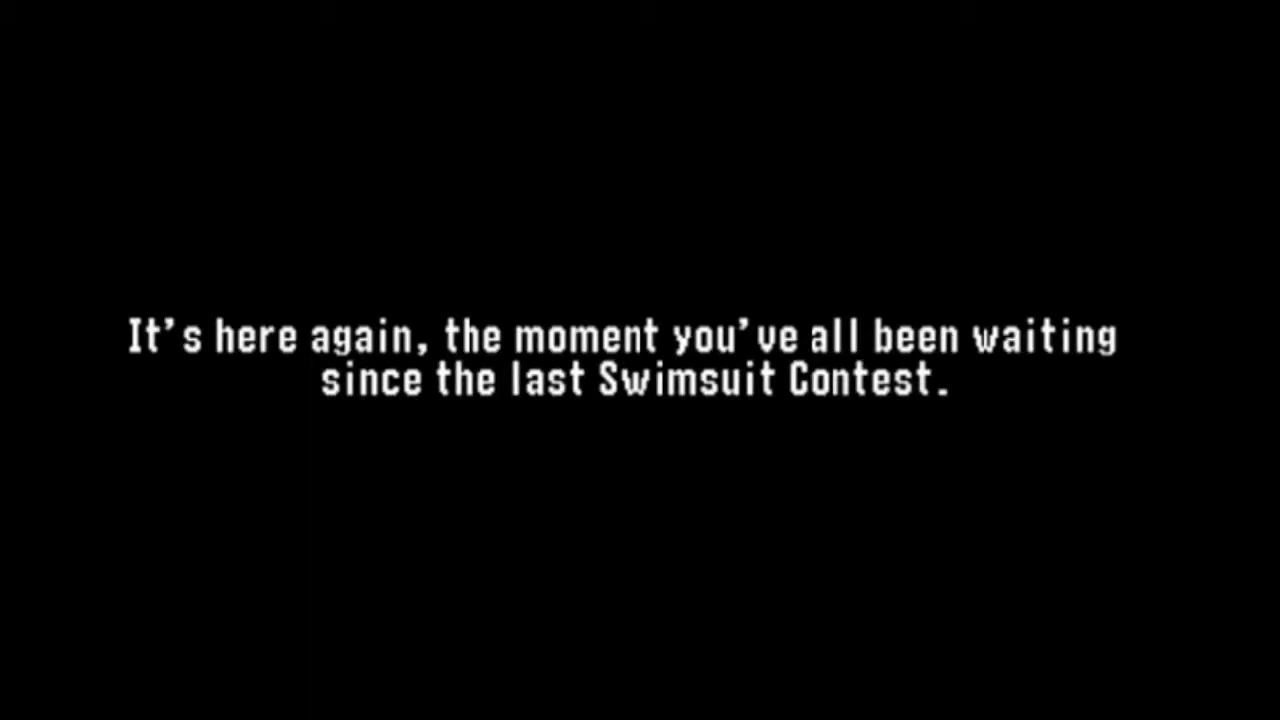 It's here again, the moment you've all been waiting
since the last Swimsuit Contest.